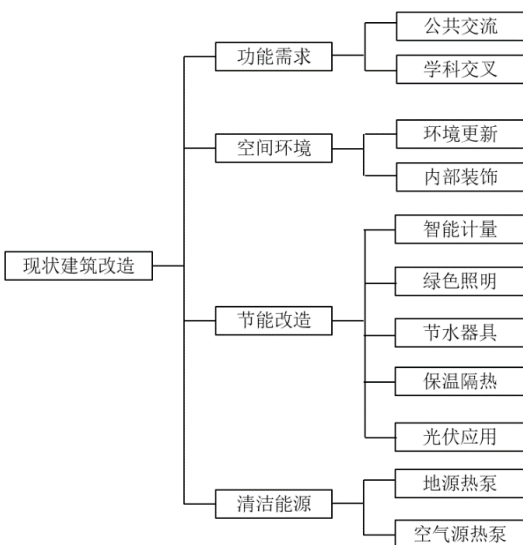 现状建筑改造
功能需求
公共交流
学科交叉
空间环境
环境更新
内部装饰
节能改造
智能计量
绿色照明
节水器具
保温隔热
光伏应用
清洁能源
地源热泵
空气源热泵